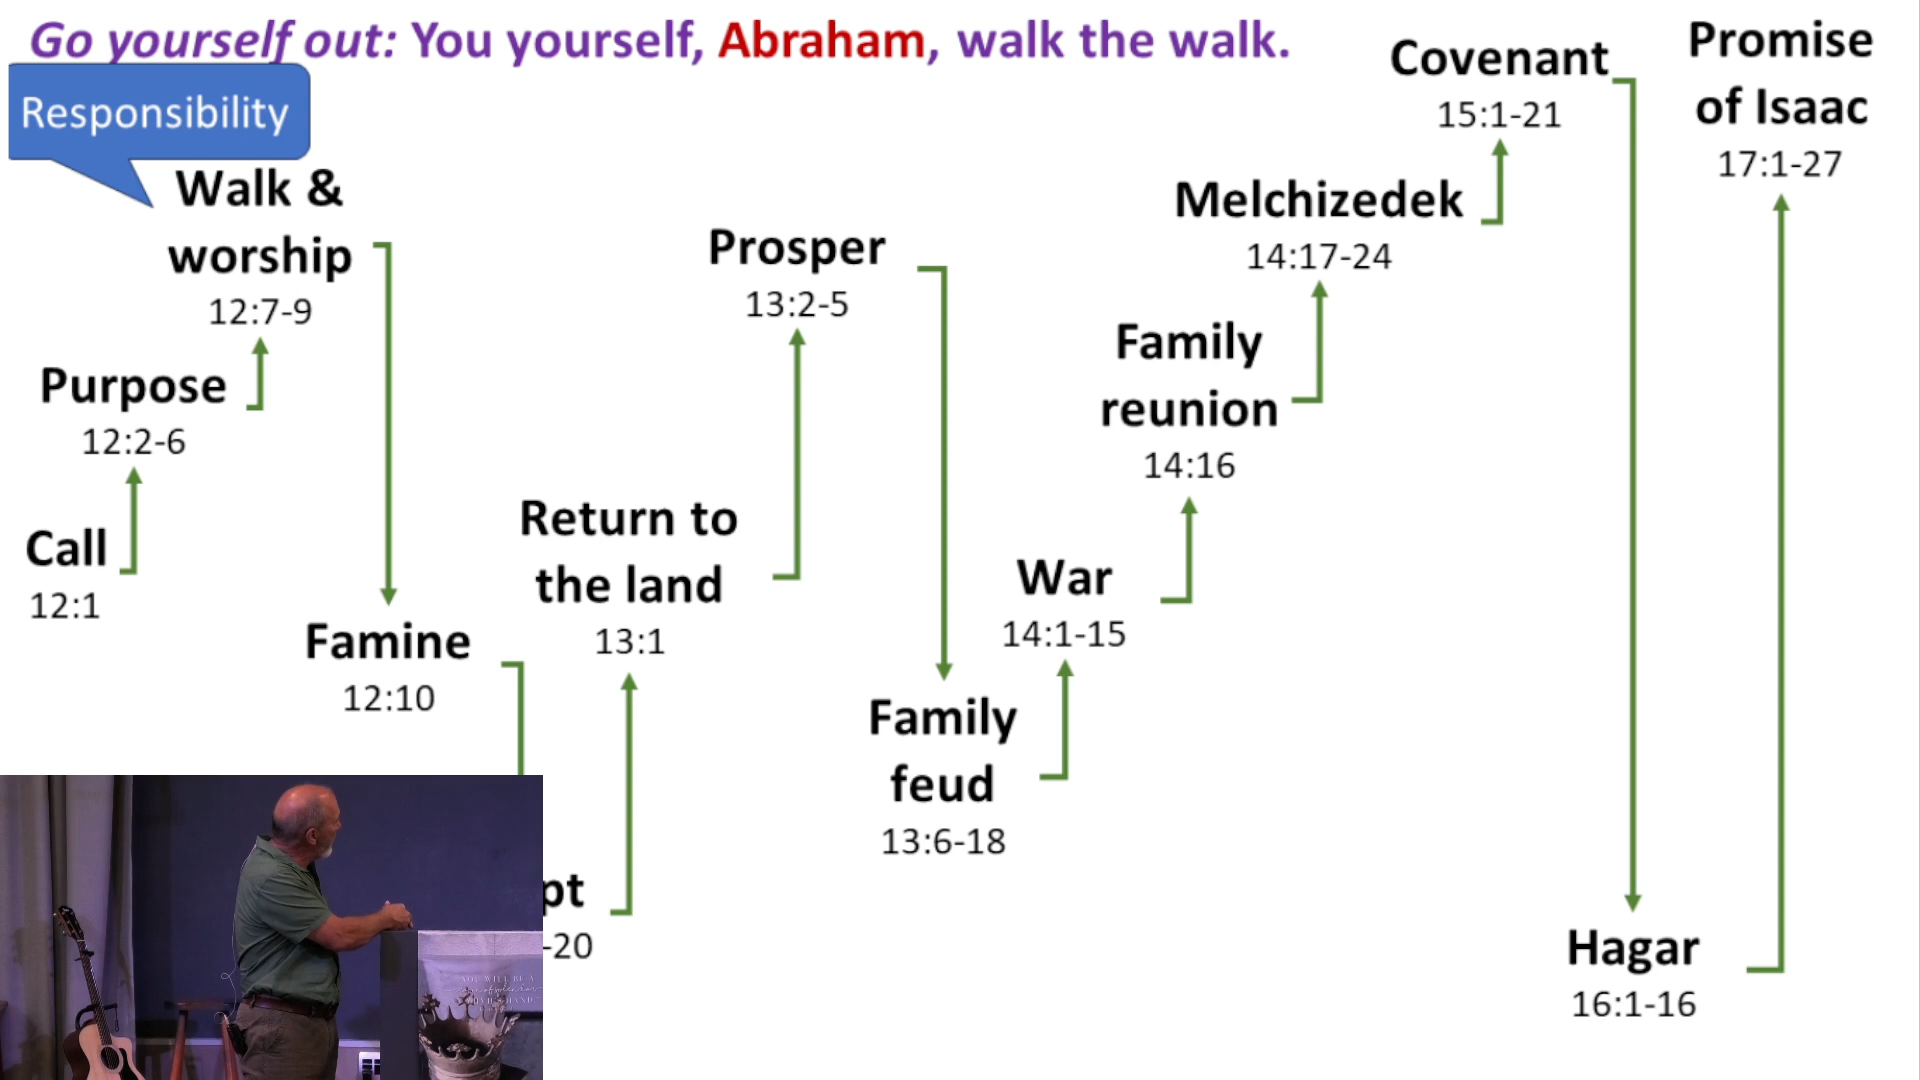 Go yourself out: You yourself, Abraham, walk the walk.
Responsibility
Walk &
worship
12:7-9
Purpose
12:2-6
Call
12:1
Famine
12:10
pt
-20
Return to
the land
13:1
Prosper
13:2-5
Family
feud
13:6-18
War
14:1-15
Family
reunion
14:16
Melchizedek
14:17-24
Covenant
15:1-21
Hagar
16:1-16
Promise
of Isaac
17:1-27
YOU WILL BE A